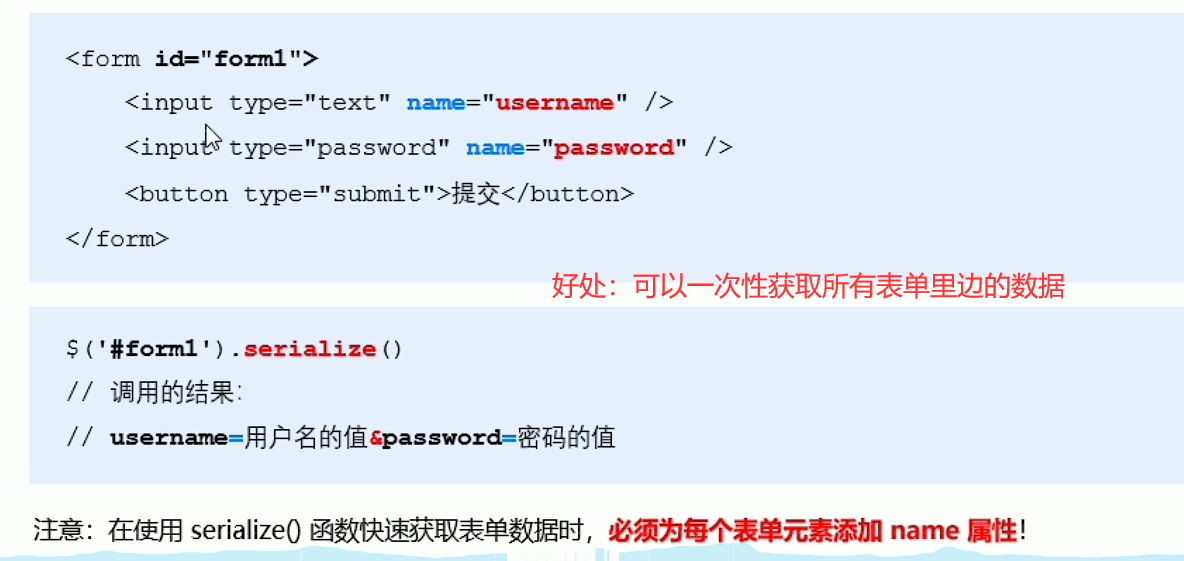 <form id="form1">
<input type="text" name="username" />
<input type="password" name="password" />
<button type="submit">提交</button>
</form>
好处：可以一次性获取所有表单里边的数据
$('#form1').serialize()
// 调用的结果：
// username=用户名的值&password=密码的值
注意：在使用 serialize() 函数快速获取表单数据时，必须为每个表单元素添加 name 属性！